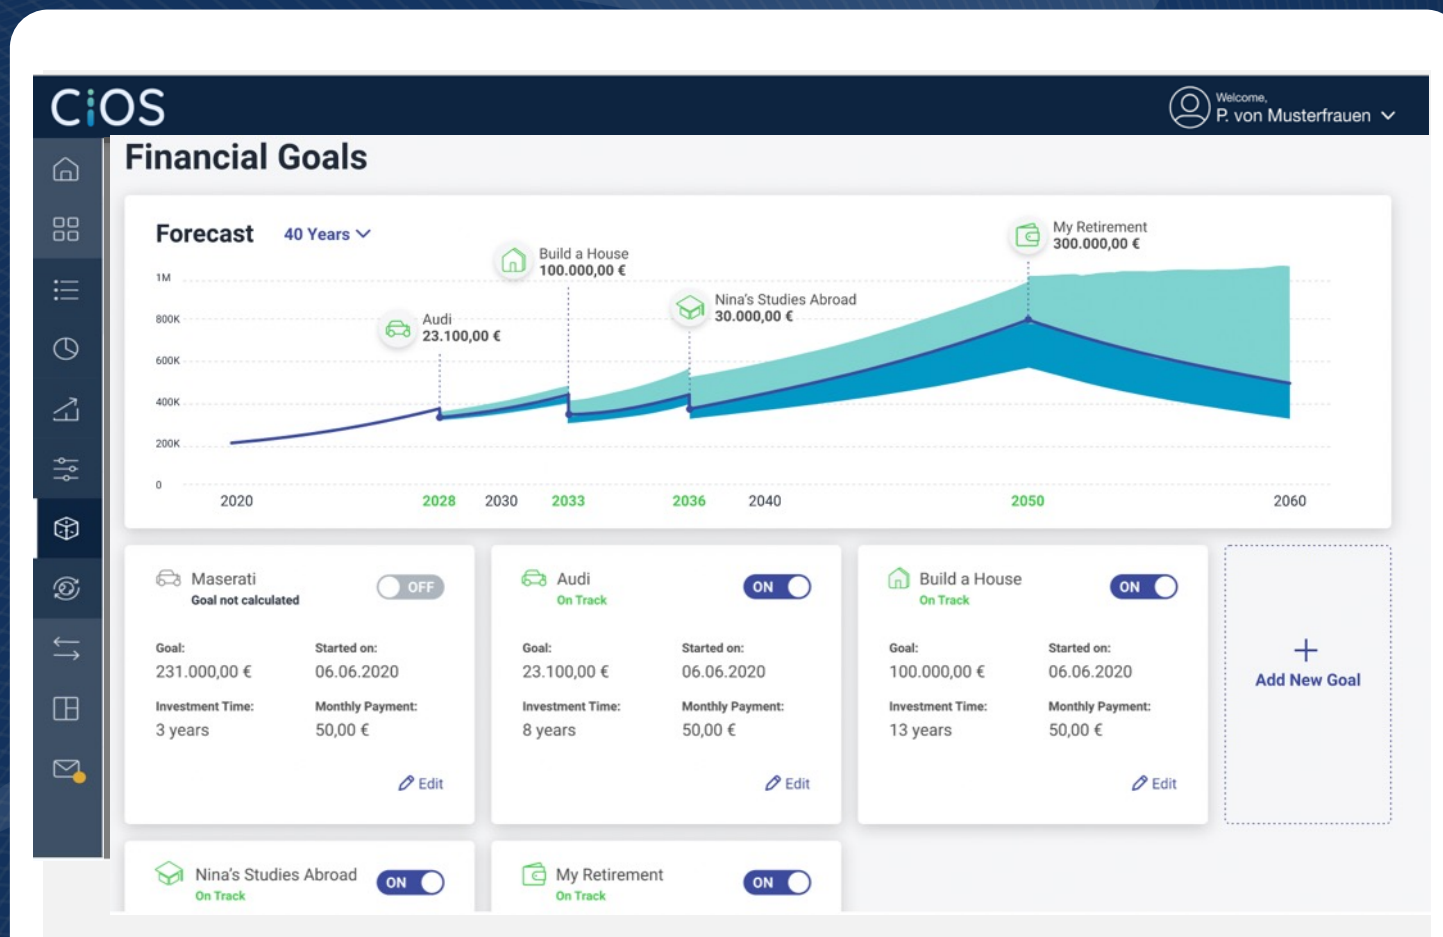 CiOS
Welcome,
P. von Musterfrauen
Financial Goals
Forecast 40 Years
My Retirement
300.000,00 €
Build a House
100.000,00 €
Nina's Studies Abroad
30.000,00 €
Audi
23.100,00 €
1M
800K
600K
400K
200K
0
2020 2028 2030 2033 2036 2040 2050 2060
Maserati
Goal not calculated
OFF
Goal: Started on:
231.000,00 € 06.06.2020
Investment Time: Monthly Payment:
3 years 50,00 €
Edit
Audi
On Track
ON
Goal: Started on:
23.100,00 € 06.06.2020
Investment Time: Monthly Payment:
8 years 50,00 €
Edit
Build a House
On Track
ON
Goal: Started on:
100.000,00 € 06.06.2020
Investment Time: Monthly Payment:
13 years 50,00 €
Edit
+
Add New Goal
Nina's Studies Abroad
On Track
ON
My Retirement
On Track
ON